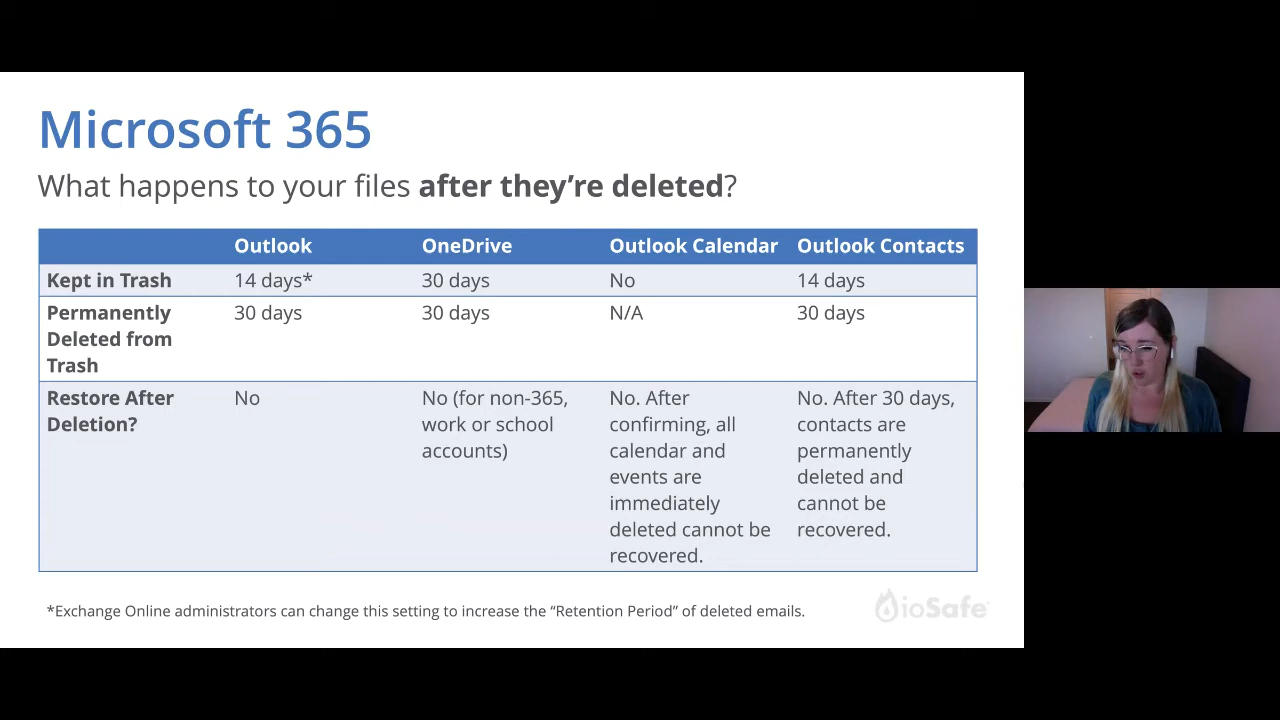 Microsoft 365
What happens to your files after they're deleted?
Outlook OneDrive Outlook Calendar Outlook Contacts
Kept in Trash 14 days* 30 days No 14 days
Permanently Deleted from Trash 30 days 30 days N/A 30 days
Restore After Deletion? No No (for non-365, work or school accounts) No. After confirming, all calendar and events are immediately deleted cannot be recovered. No. After 30 days, contacts are permanently deleted and cannot be recovered.
*Exchange Online administrators can change this setting to increase the “Retention Period” of deleted emails.
ioSafe